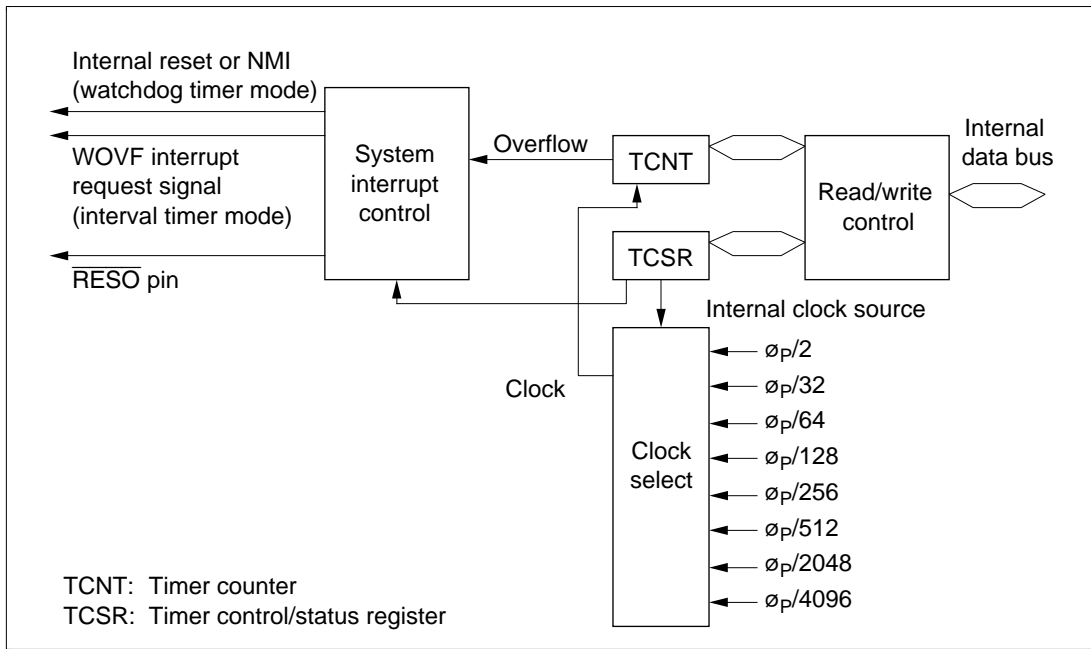 Internal reset or NMI
(watchdog timer mode)
WOVF interrupt
request signal
(interval timer mode)
RESO pin
System
interrupt
control
Overflow
TCNT
TCSR
Read/write
control
Internal
data bus
Internal clock source
Clock
Clock
select
øP/2
øP/32
øP/64
øP/128
øP/256
øP/512
øP/2048
øP/4096
TCNT: Timer counter
TCSR: Timer control/status register